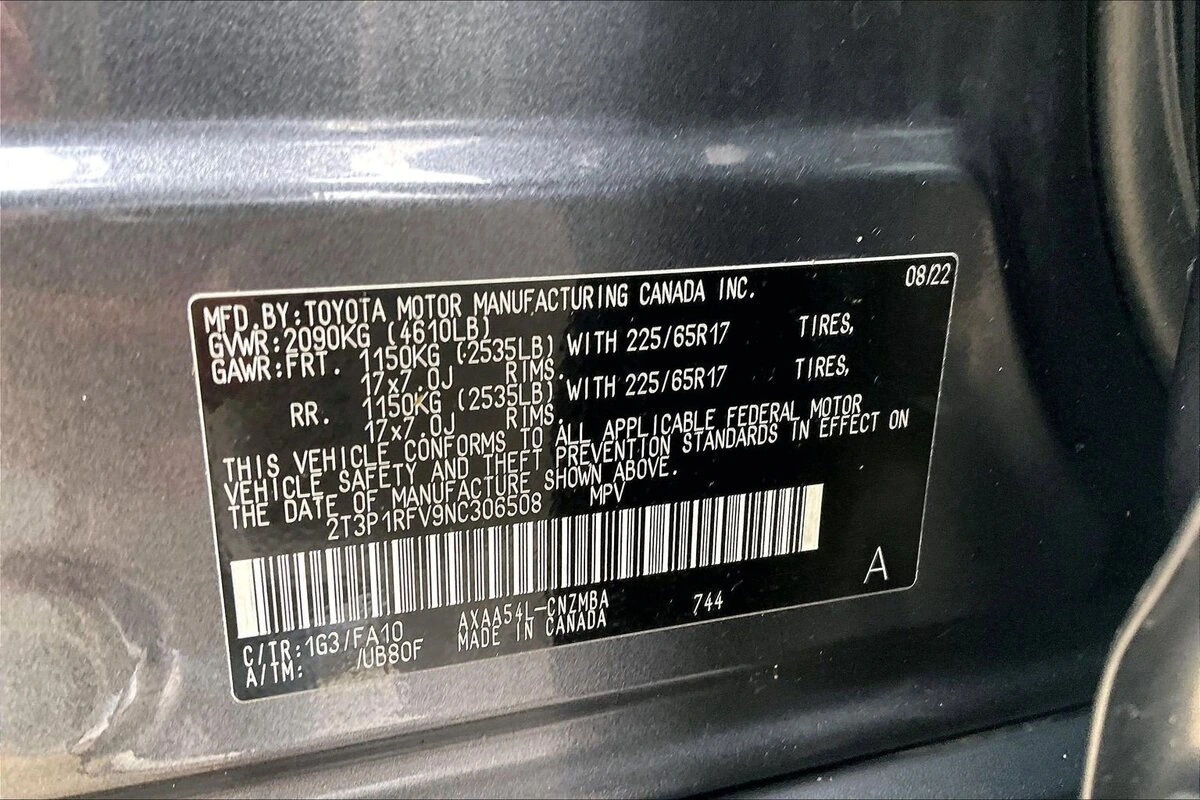 08/22
MFD.BY:TOYOTA MOTOR MANUFACTURING CANADA INC.
GVWR:2090KG (4610LB)
GAWR:FRT. 1150KG (2535LB) WITH 225/65R17 TIRES,
17x7.0J RIMS.
RR. 1150KG (2535LB) WITH 225/65R17 TIRES,
17x7.0J RIMS.
THIS VEHICLE CONFORMS TO ALL APPLICABLE FEDERAL MOTOR
VEHICLE SAFETY AND THEFT PREVENTION STANDARDS IN EFFECT ON
THE DATE OF MANUFACTURE SHOWN ABOVE.
2T3P1RFV9NC306508 MPV
A
C/TR:1G3/FA10 AXAA54L-CNZMBA 744
A/TM: /UB80F MADE IN CANADA